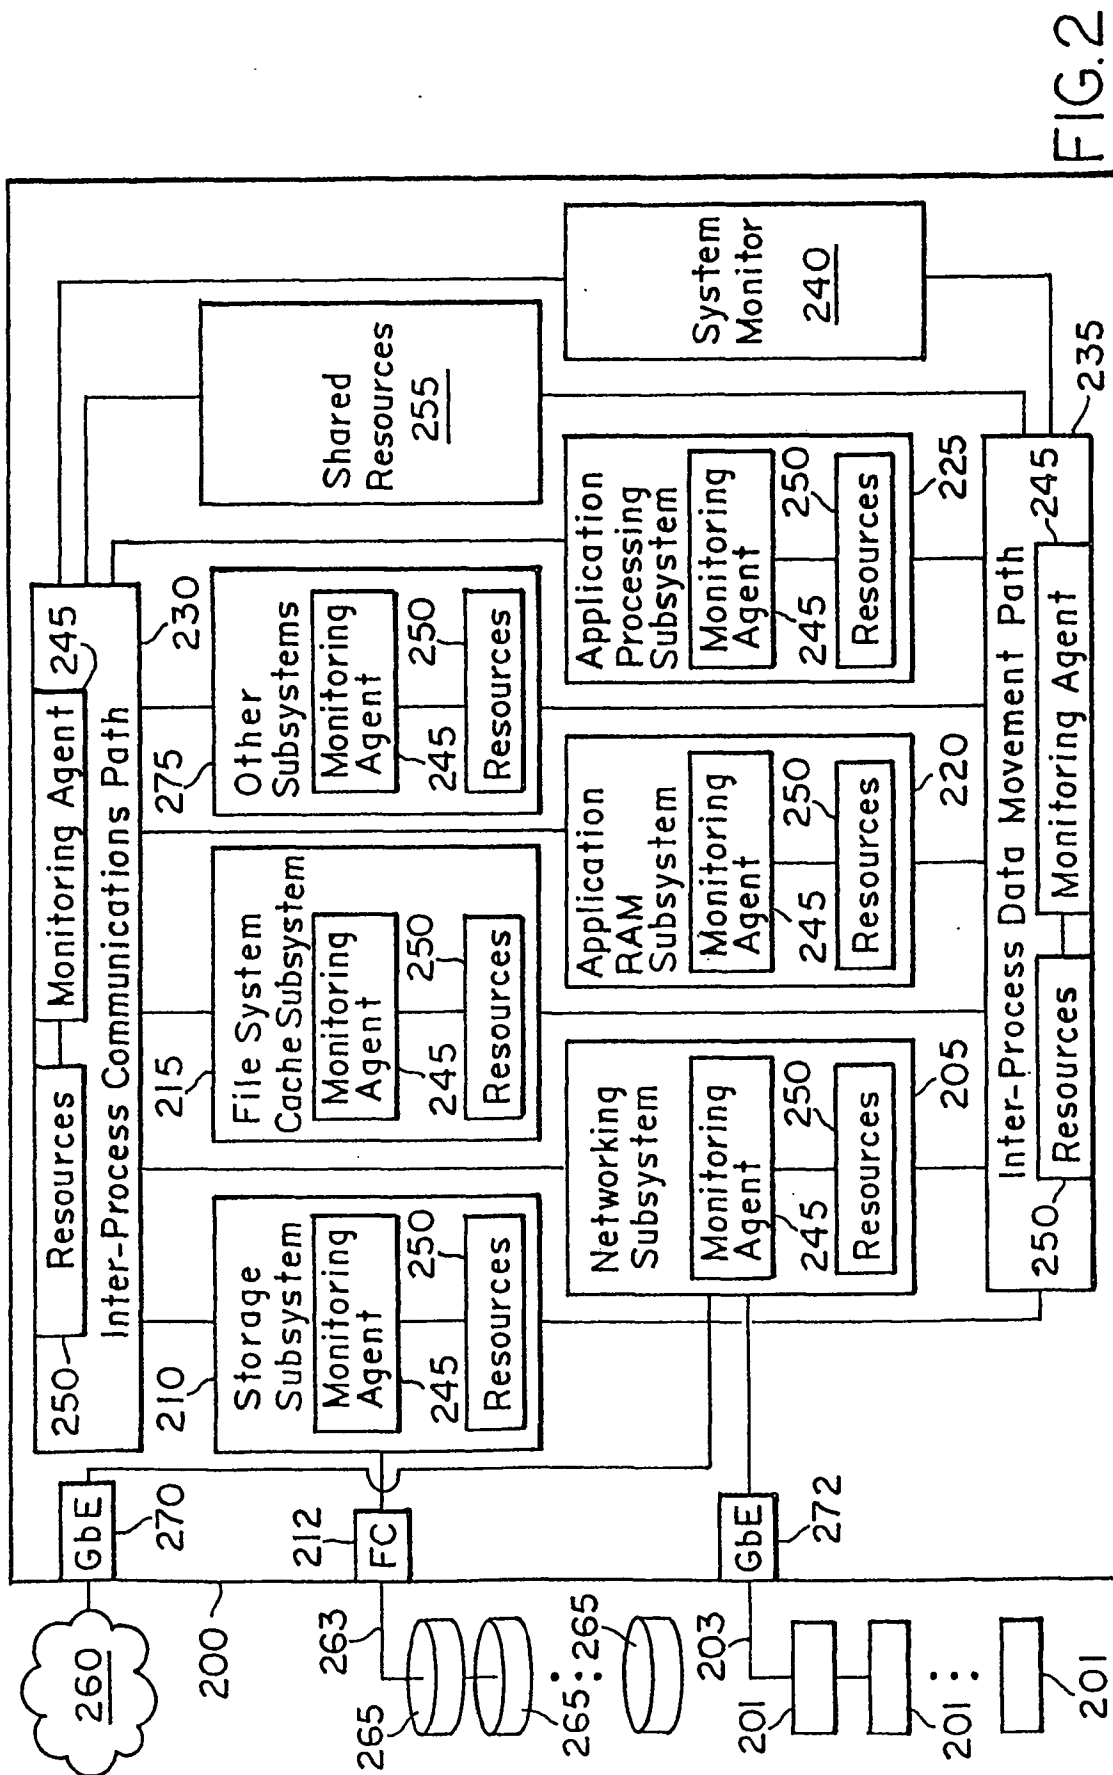 260
GbE
270
200
250
Resources
Monitoring Agent
245
Inter-Process Communications Path
230
210
Storage
Subsystem
Monitoring
Agent
245
250
Resources
215
File System
Cache Subsystem
Monitoring
Agent
245
250
Resources
275
Other
Subsystems
Monitoring
Agent
245
250
Resources
Shared
Resources
255
212
FC
263
265
265
265
GbE
272
203
201
201
201
Networking
Subsystem
Monitoring
Agent
245
250
Resources
205
Application
RAM
Subsystem
Monitoring
Agent
245
250
Resources
220
Application
Processing
Subsystem
Monitoring
Agent
245
250
Resources
225
System
Monitor
240
Inter-Process Data Movement Path
235
250
Resources
Monitoring Agent
245
FIG.2